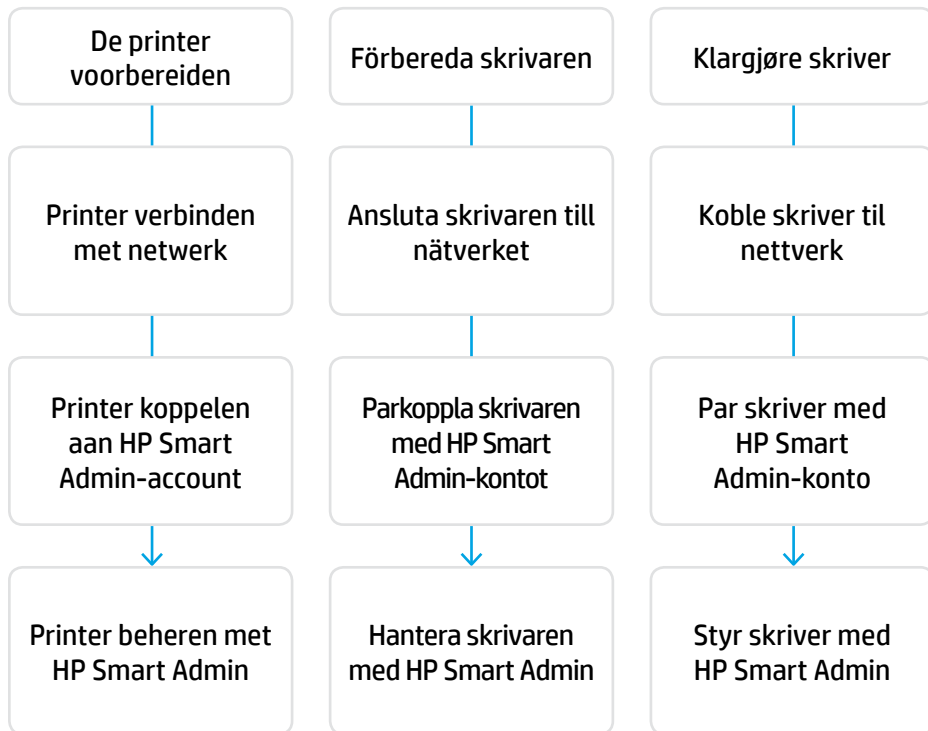 De printer
voorbereiden
Printer verbinden
met netwerk
Printer koppelen
aan HP Smart
Admin-account
Printer beheren met
HP Smart Admin
Förbereda skrivaren
Ansluta skrivaren till
nätverket
Parkoppla skrivaren
med HP Smart
Admin-kontot
Hantera skrivaren
med HP Smart Admin
Klargjøre skriver
Koble skriver til
nettverk
Par skriver med
HP Smart
Admin-konto
Styr skriver med
HP Smart Admin